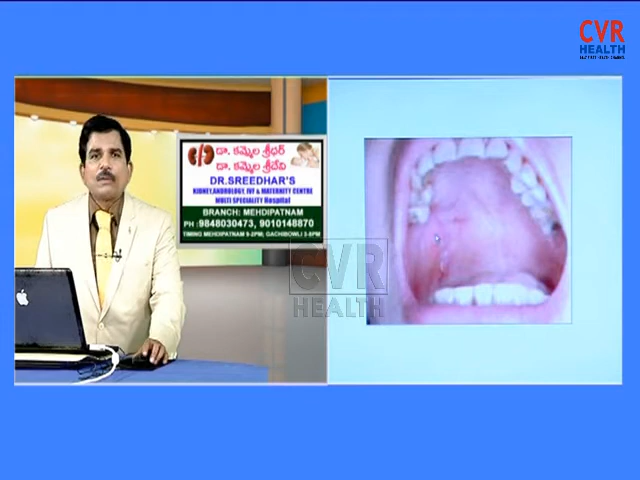 CVR
HEALTH
డా. కమ్మెల శ్రీధర్
డా. కమ్మెల శ్రీదేవి
DR.SREEDHAR'S
KIDNEY,ANDROLOGY, IVF & MATERNITY CENTRE
MULTI SPECIALITY Hospital
BRANCH: MEHDIPATNAM
PH :9848030473, 9010148870
TIMING MEHDIPATNAM 9-2PM; GACHIBOWLI 3-8PM
CVR
HEALTH